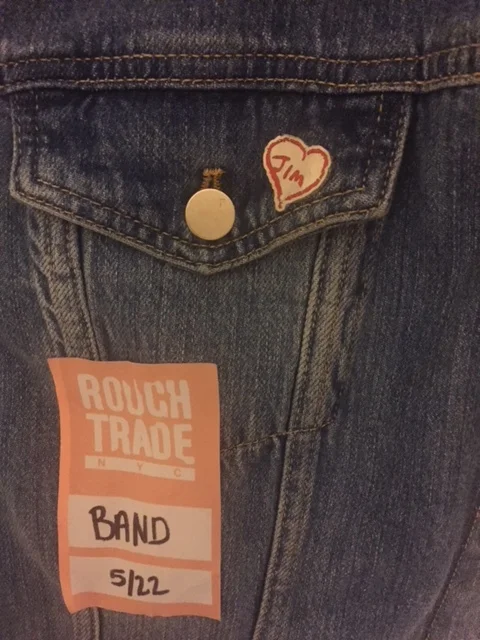 JIM
ROUGH
TRADE
NYC
BAND
5/22